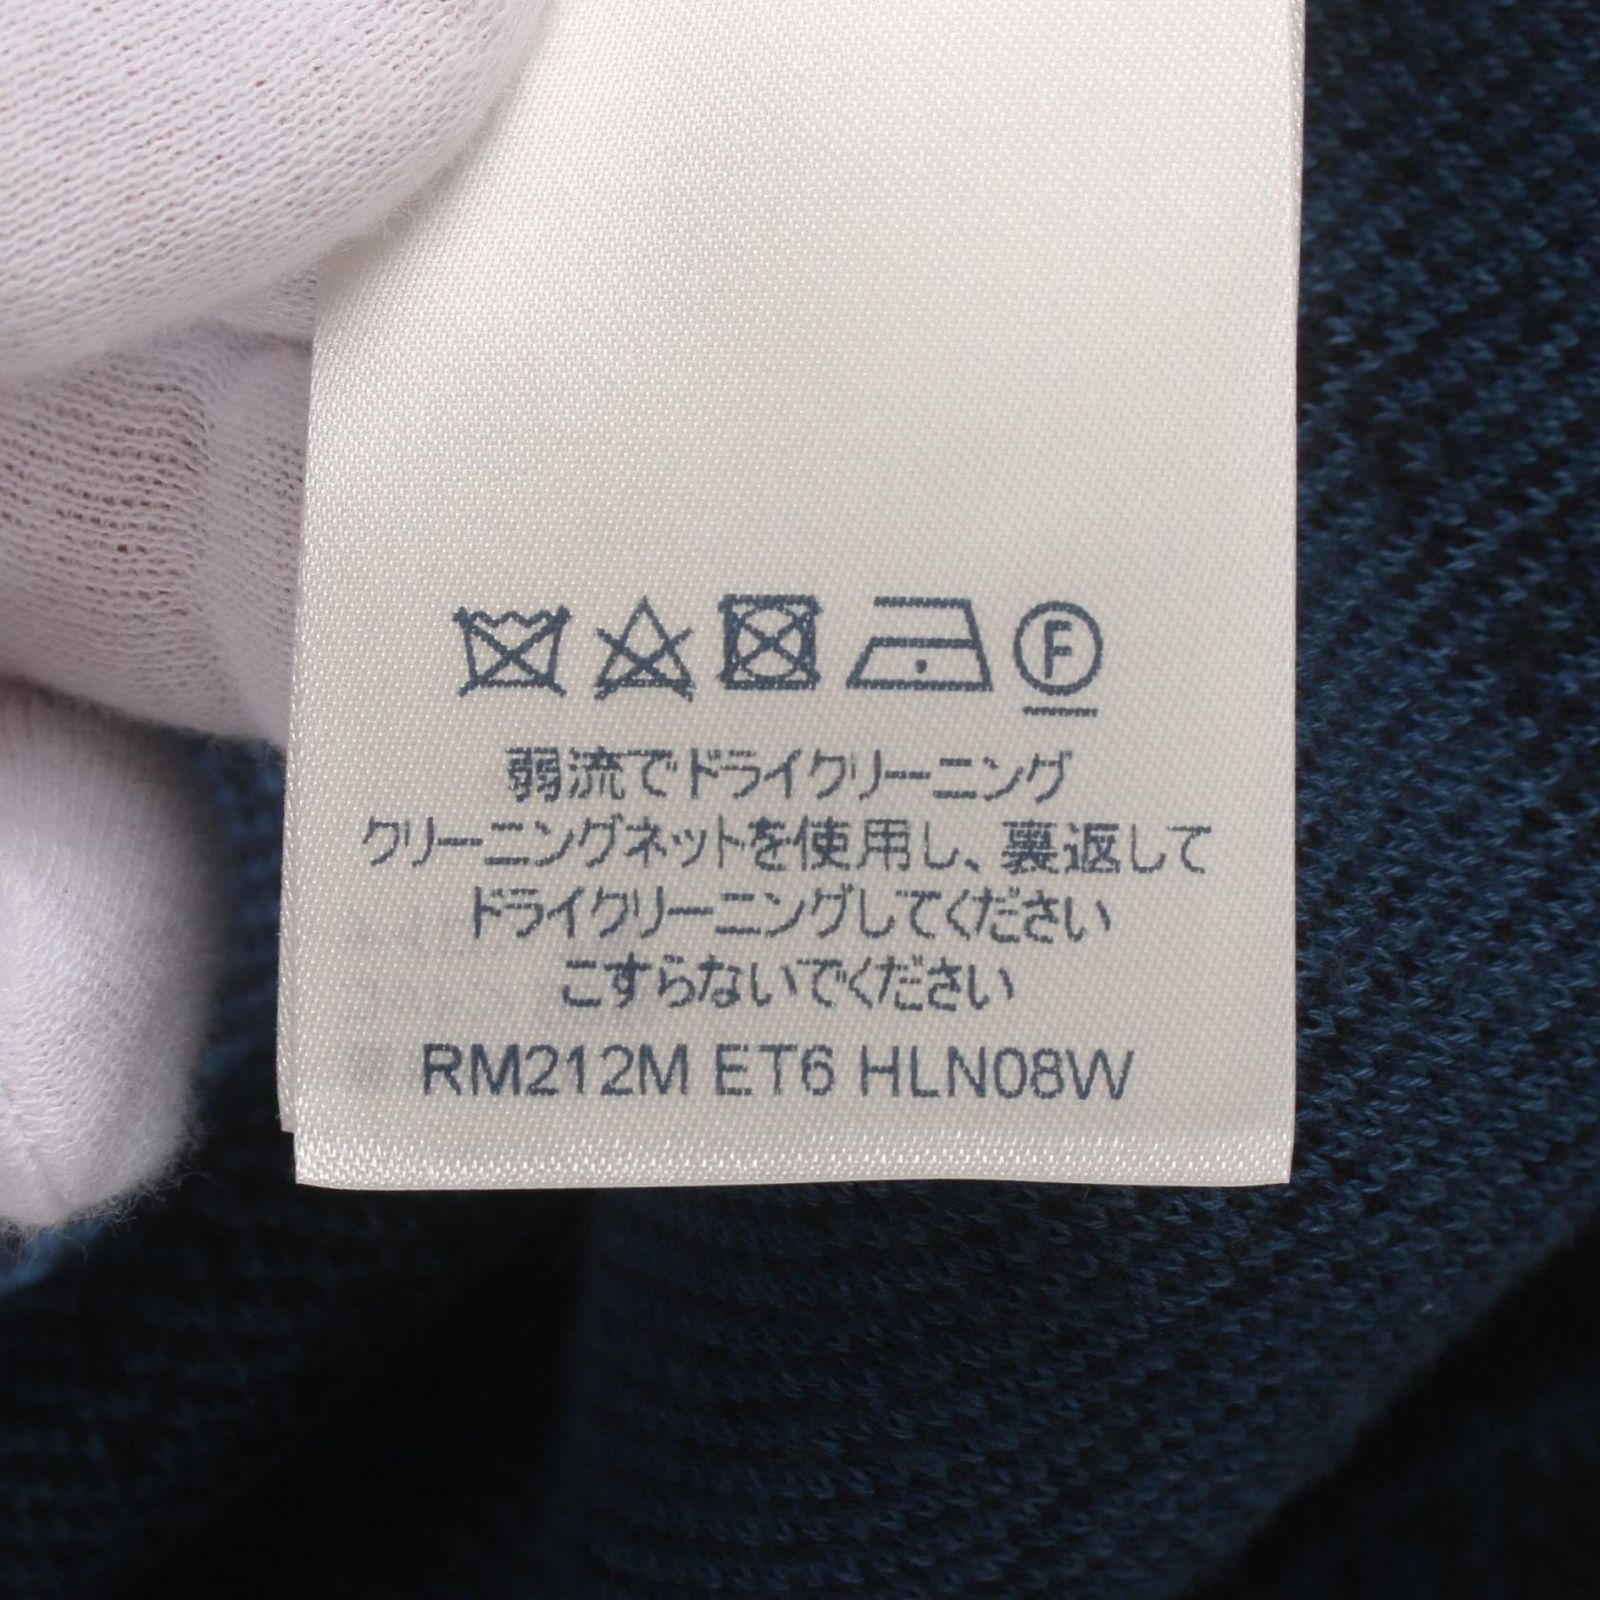 F
弱流でドライクリーニング
クリーニングネットを使用し、裏返して
ドライクリーニングしてください
こすらないでください
RM212M ET6 HLN08W